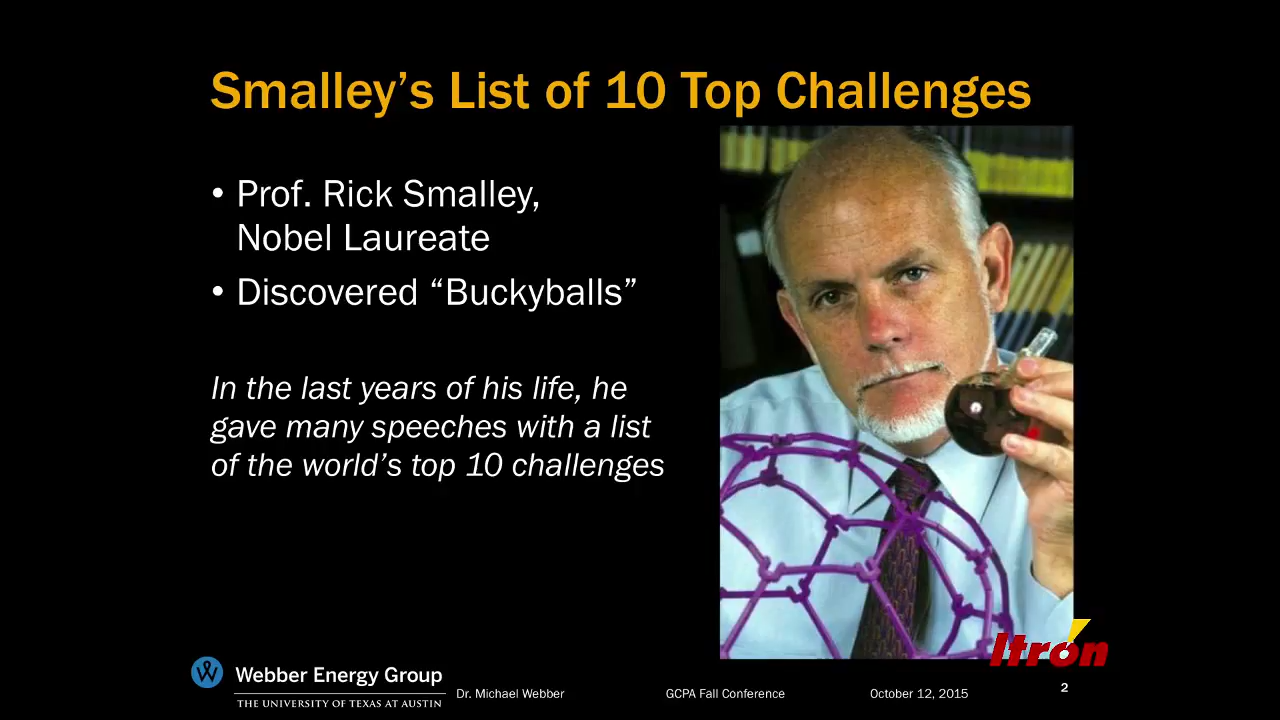 Smalley’s List of 10 Top Challenges
• Prof. Rick Smalley,
Nobel Laureate
• Discovered “Buckyballs”
In the last years of his life, he
gave many speeches with a list
of the world’s top 10 challenges
Itron
W Webber Energy Group
THE UNIVERSITY OF TEXAS AT AUSTIN
Dr. Michael Webber
GCPA Fall Conference
October 12, 2015
2